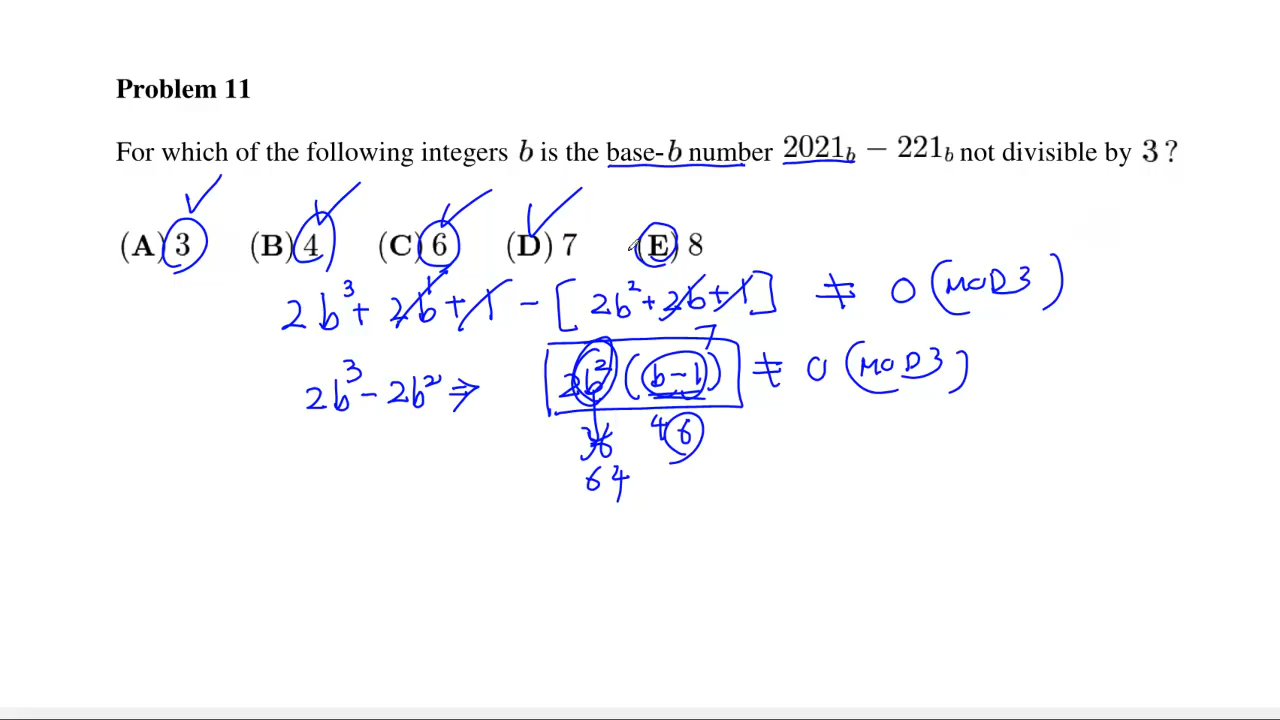 Problem 11
For which of the following integers b is the base-b number 2021_b − 221_b not divisible by 3?
(A) 3 (B) 4 (C) 6 (D) 7 (E) 8
2b³ + 2b + 1 − [2b² + 2b + 1] ≠ 0 (MOD 3)
7
2b³ − 2b² ⇒ 2b² (b − 1) ≠ 0 (MOD 3)
36 4 6
64